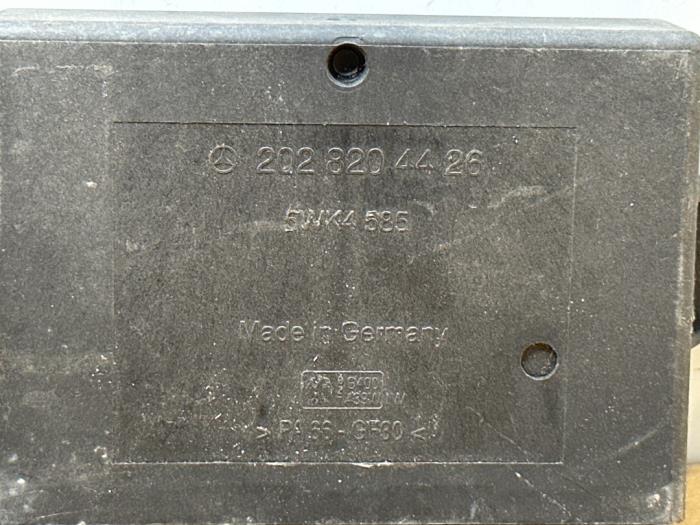 202 820 44 26
5WK4 585
Made in Germany
> PA 66 - GF30 <